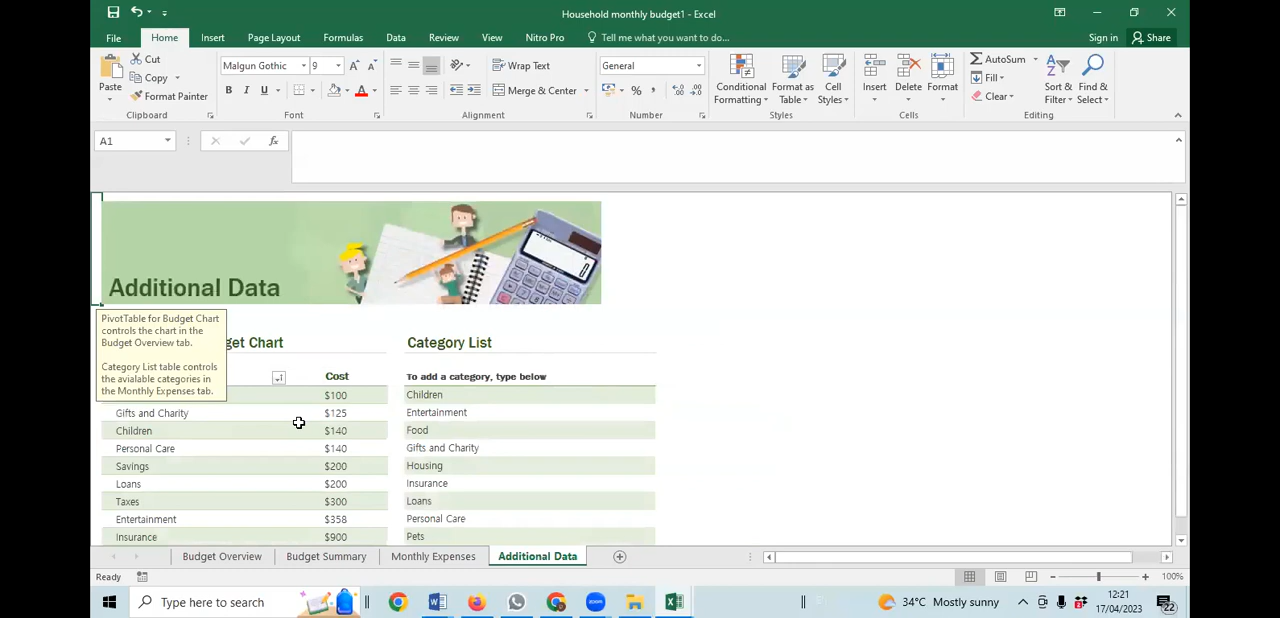 Household monthly budget1 - Excel
File Home Insert Page Layout Formulas Data Review View Nitro Pro Tell me what you want to do... Sign in Share
Paste Cut Copy Format Painter Clipboard
Malgun Gothic 9 B I U Font
Wrap Text Merge & Center Alignment
General % Number
Conditional Formatting Format as Table Cell Styles Styles
Insert Delete Format Cells
AutoSum Fill Clear Sort & Filter Find & Select Editing
A1 fx
Additional Data
PivotTable for Budget Chart
controls the chart in the
Budget Overview tab.
Category List table controls
the avialable categories in
the Monthly Expenses tab.
get Chart
Cost
$100
Gifts and Charity $125
Children $140
Personal Care $140
Savings $200
Loans $200
Taxes $300
Entertainment $358
Insurance $900
Category List
To add a category, type below
Children
Entertainment
Food
Gifts and Charity
Housing
Insurance
Loans
Personal Care
Pets
Budget Overview Budget Summary Monthly Expenses Additional Data
Ready 100%
Type here to search 34°C Mostly sunny 12:21
17/04/2023 22